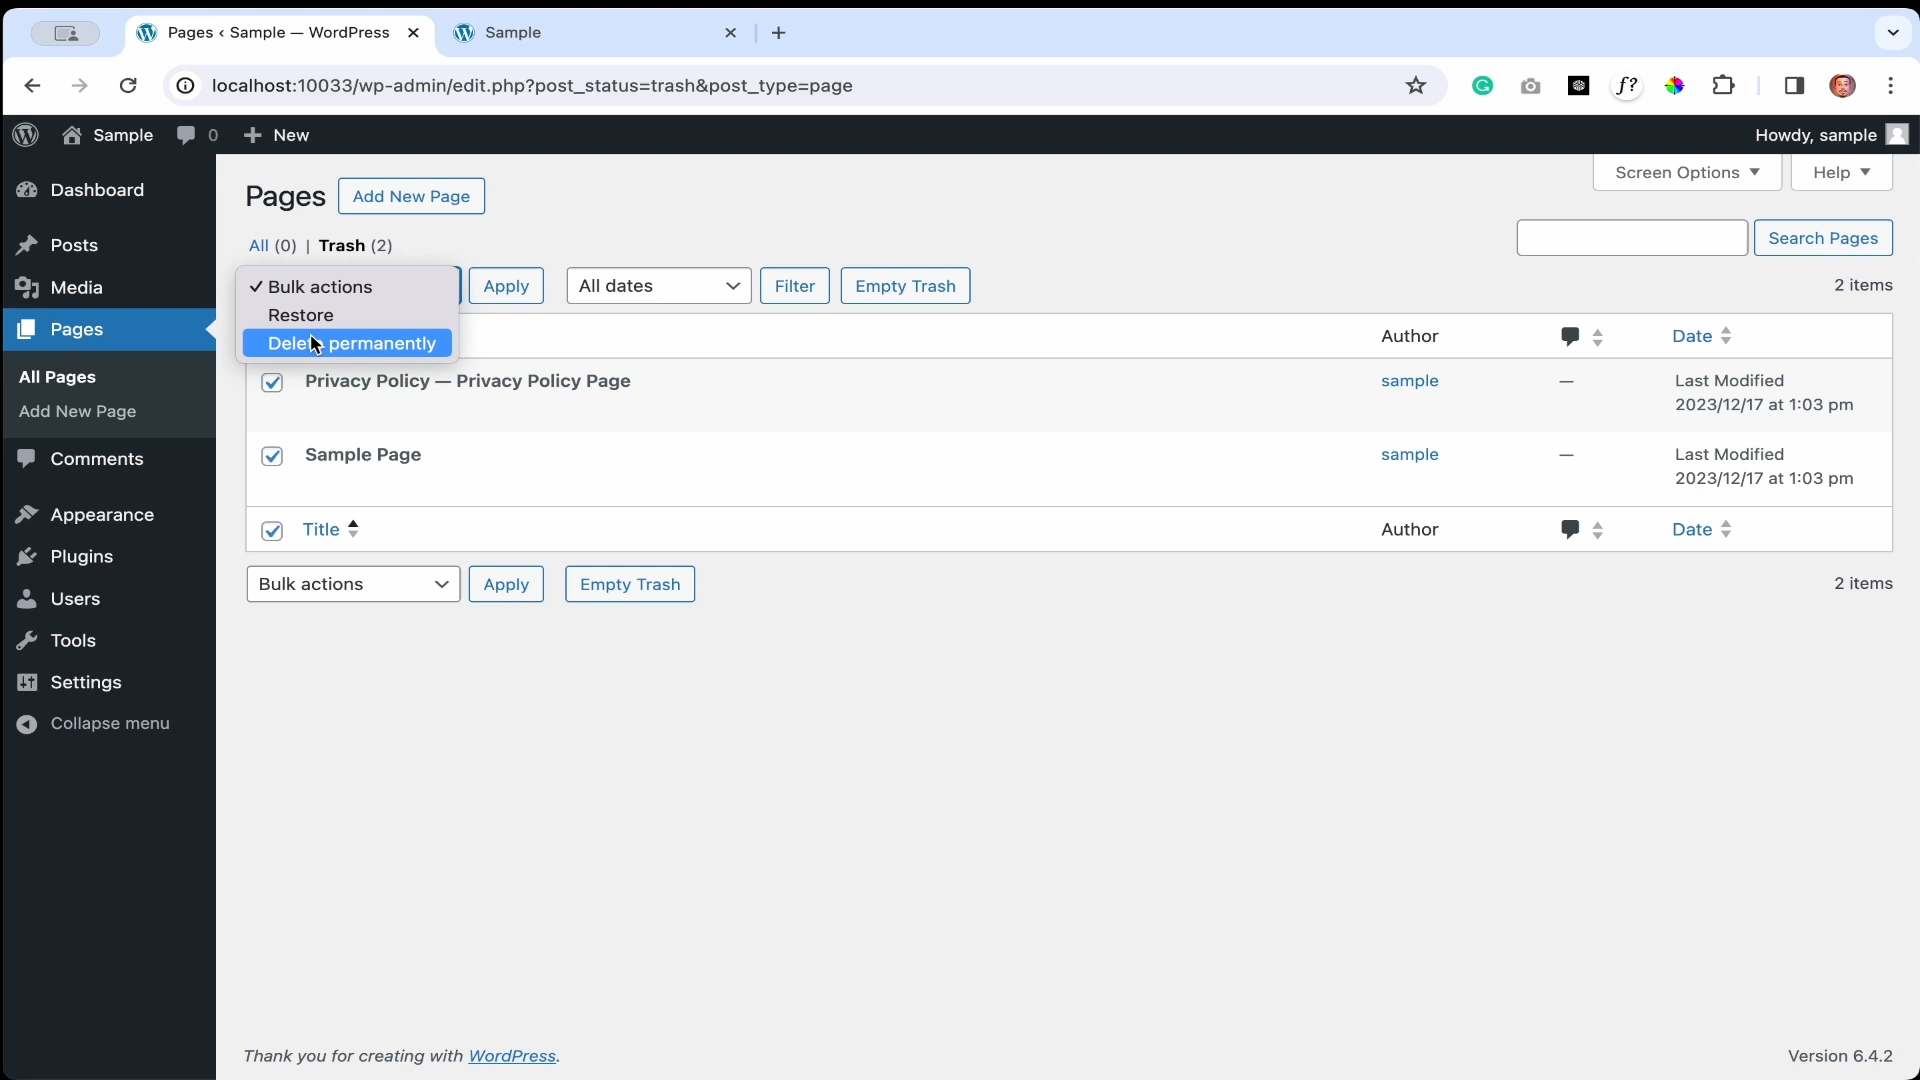 Pages ‹ Sample — WordPress
Sample
localhost:10033/wp-admin/edit.php?post_status=trash&post_type=page
f?
Sample 0 New
Howdy, sample
Screen Options Help
Dashboard
Posts
Media
Pages
All Pages
Add New Page
Comments
Appearance
Plugins
Users
Tools
Settings
Collapse menu
Pages Add New Page
All (0) | Trash (2)
Search Pages
✓ Bulk actions
Restore
Delete permanently
Apply All dates Filter Empty Trash 2 items
Author Date
Privacy Policy — Privacy Policy Page sample — Last Modified
2023/12/17 at 1:03 pm
Sample Page sample — Last Modified
2023/12/17 at 1:03 pm
Title Author Date
Bulk actions Apply Empty Trash 2 items
Thank you for creating with WordPress.
Version 6.4.2